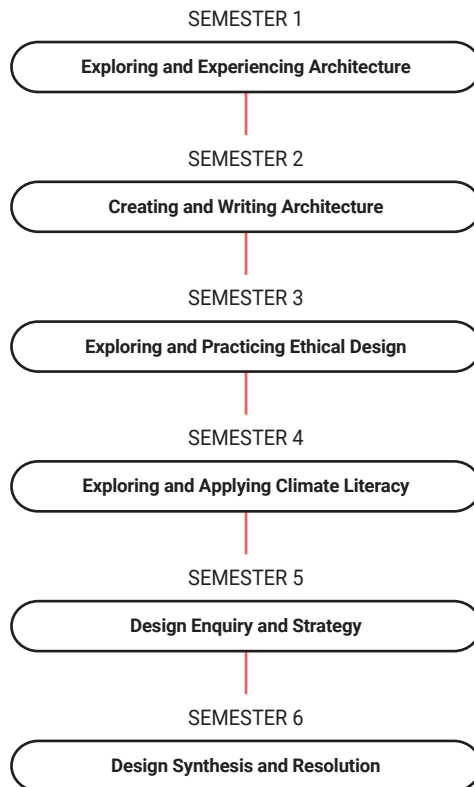 SEMESTER 1
Exploring and Experiencing Architecture
SEMESTER 2
Creating and Writing Architecture
SEMESTER 3
Exploring and Practicing Ethical Design
SEMESTER 4
Exploring and Applying Climate Literacy
SEMESTER 5
Design Enquiry and Strategy
SEMESTER 6
Design Synthesis and Resolution